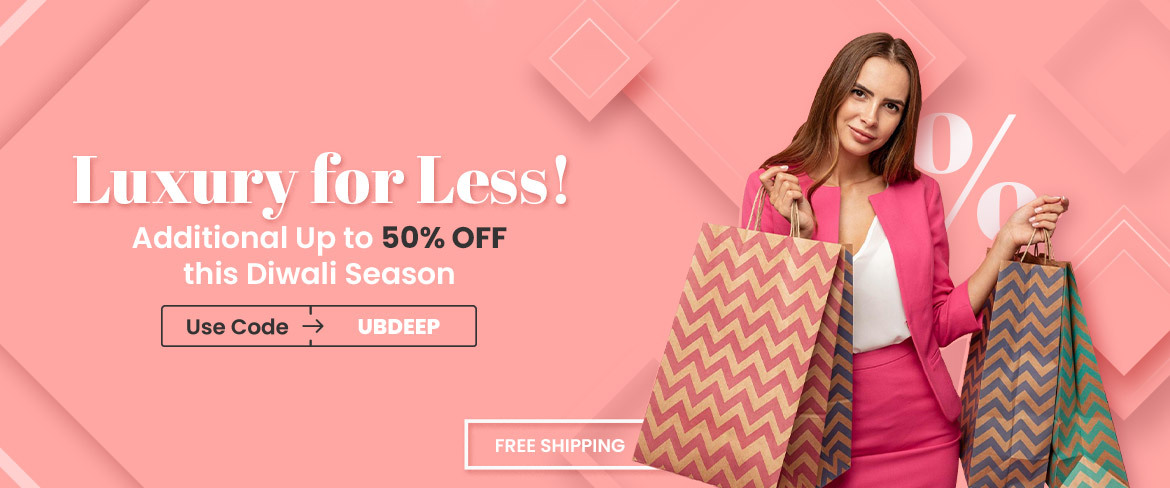 Luxury for Less!
Additional Up to 50% OFF
this Diwali Season
Use Code → UBDEEP
FREE SHIPPING
%